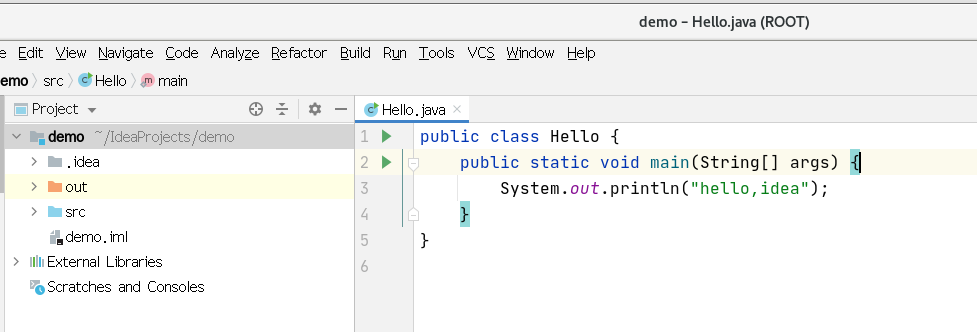 demo – Hello.java (ROOT)
e Edit View Navigate Code Analyze Refactor Build Run Tools VCS Window Help
emo src Hello main
Project
Hello.java
demo ~/IdeaProjects/demo
.idea
out
src
demo.iml
External Libraries
Scratches and Consoles
1 public class Hello {
2 public static void main(String[] args) {
3 System.out.println("hello,idea");
4 }
5 }
6